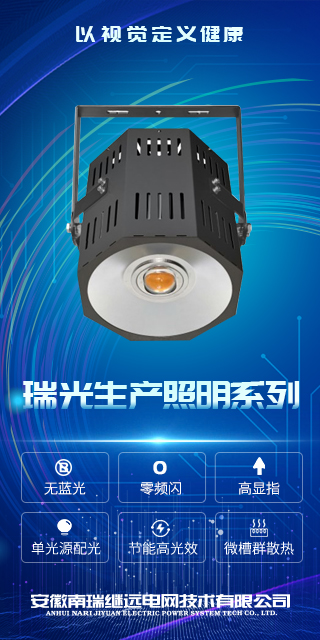 以视觉定义健康
瑞光生产照明系列
无蓝光
零频闪
高显指
单光源配光
节能高光效
微槽群散热
安徽南瑞继远电网技术有限公司
ANHUI NARI JIYUAN ELECTRIC POWER SYSTEM TECH CO., LTD.